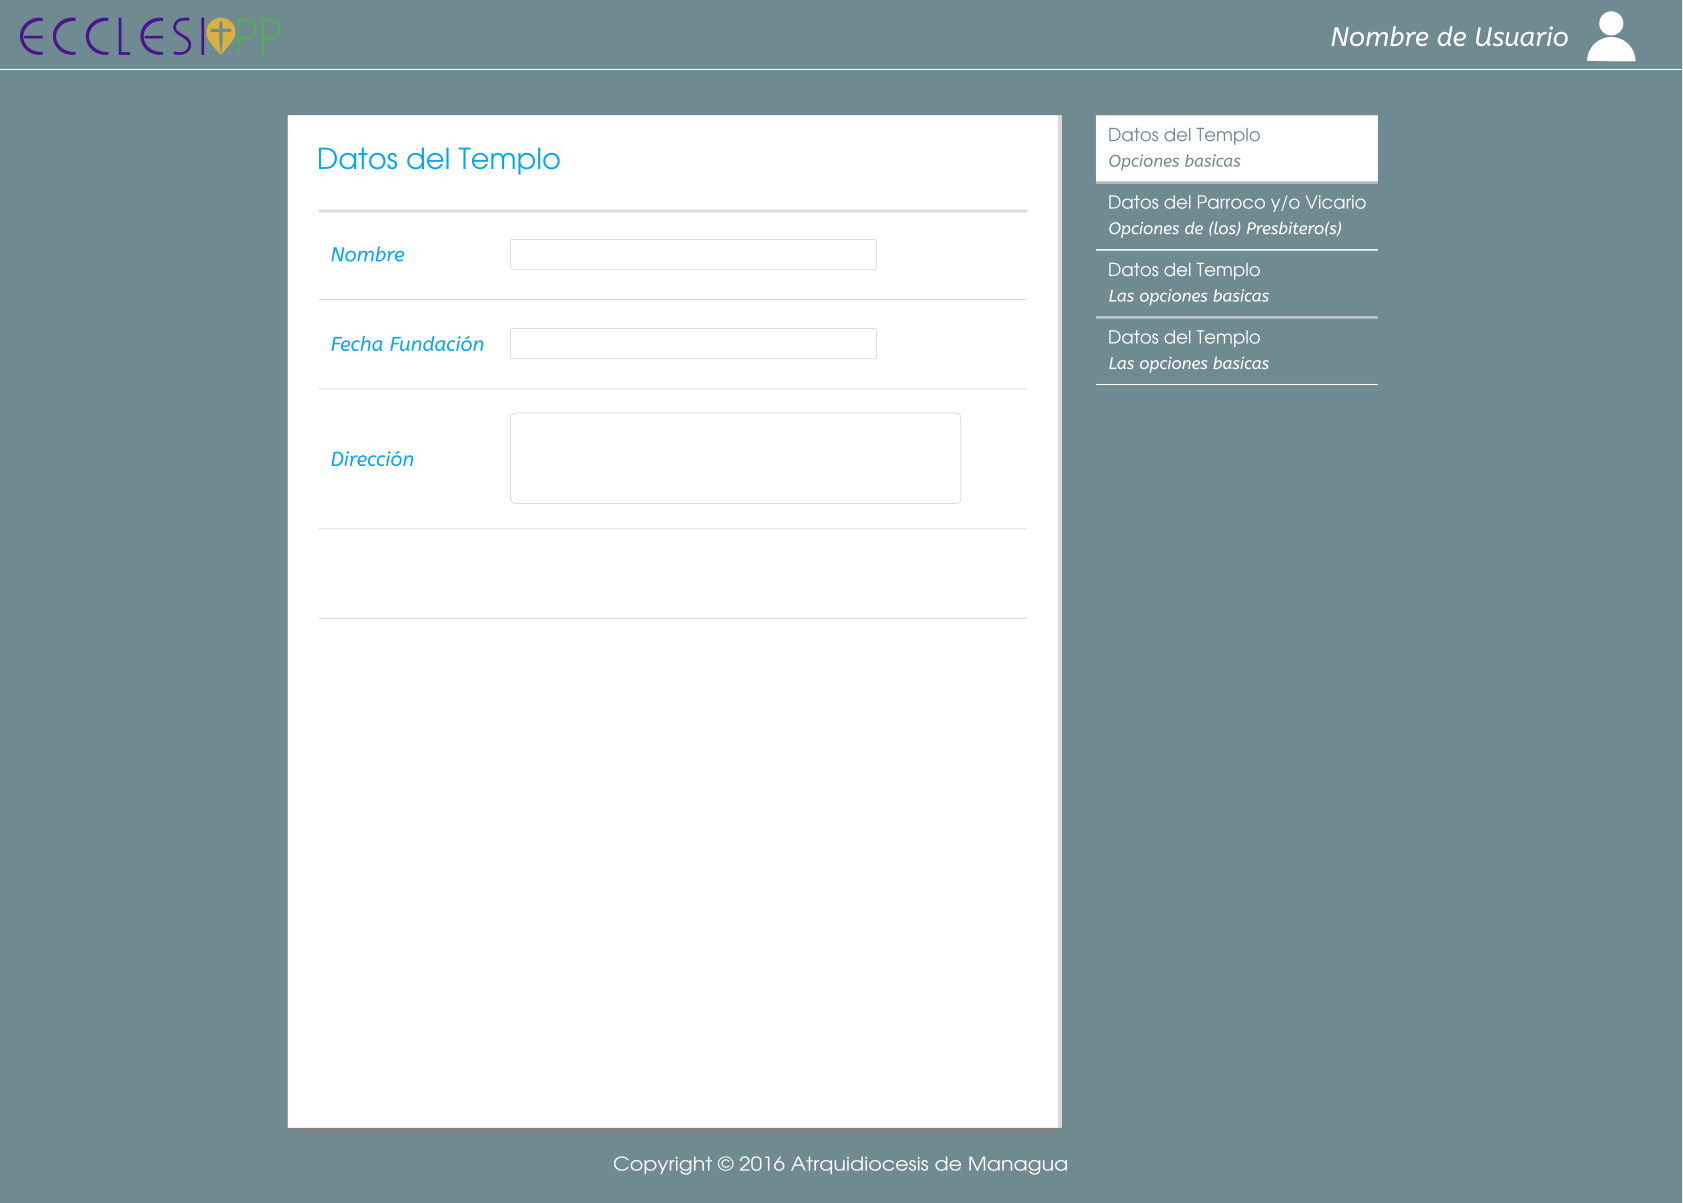 ECCLESIAPP
Nombre de Usuario
Datos del Templo
Nombre
Fecha Fundación
Dirección
Datos del Templo
Opciones basicas
Datos del Parroco y/o Vicario
Opciones de (los) Presbitero(s)
Datos del Templo
Las opciones basicas
Datos del Templo
Las opciones basicas
Copyright © 2016 Atrquidiocesis de Managua